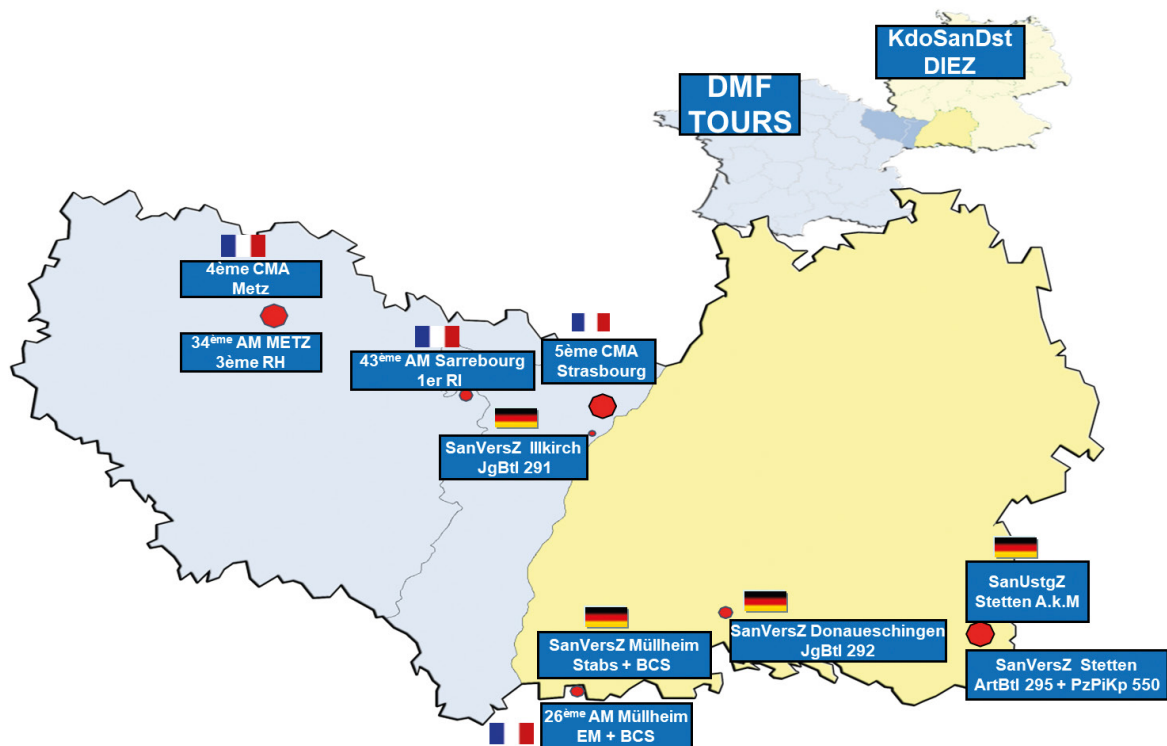 KdoSanDst
DIEZ
DMF
TOURS
4ème CMA
Metz
34ème AM METZ
3ème RH
43ème AM Sarrebourg
1er RI
5ème CMA
Strasbourg
SanVersZ Illkirch
JgBtl 291
SanUstgZ
Stetten A.k.M
SanVersZ Müllheim
Stabs + BCS
SanVersZ Donaueschingen
JgBtl 292
SanVersZ Stetten
ArtBtl 295 + PzPiKp 550
26ème AM Müllheim
EM + BCS